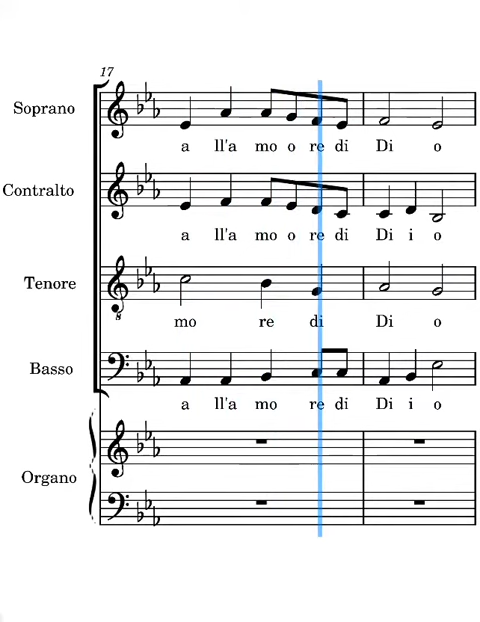 17
Soprano
a ll'a mo o re di Di o
Contralto
a ll'a mo o re di Di i o
Tenore
8
mo re di Di o
Basso
a ll'a mo re di Di i o
Organo